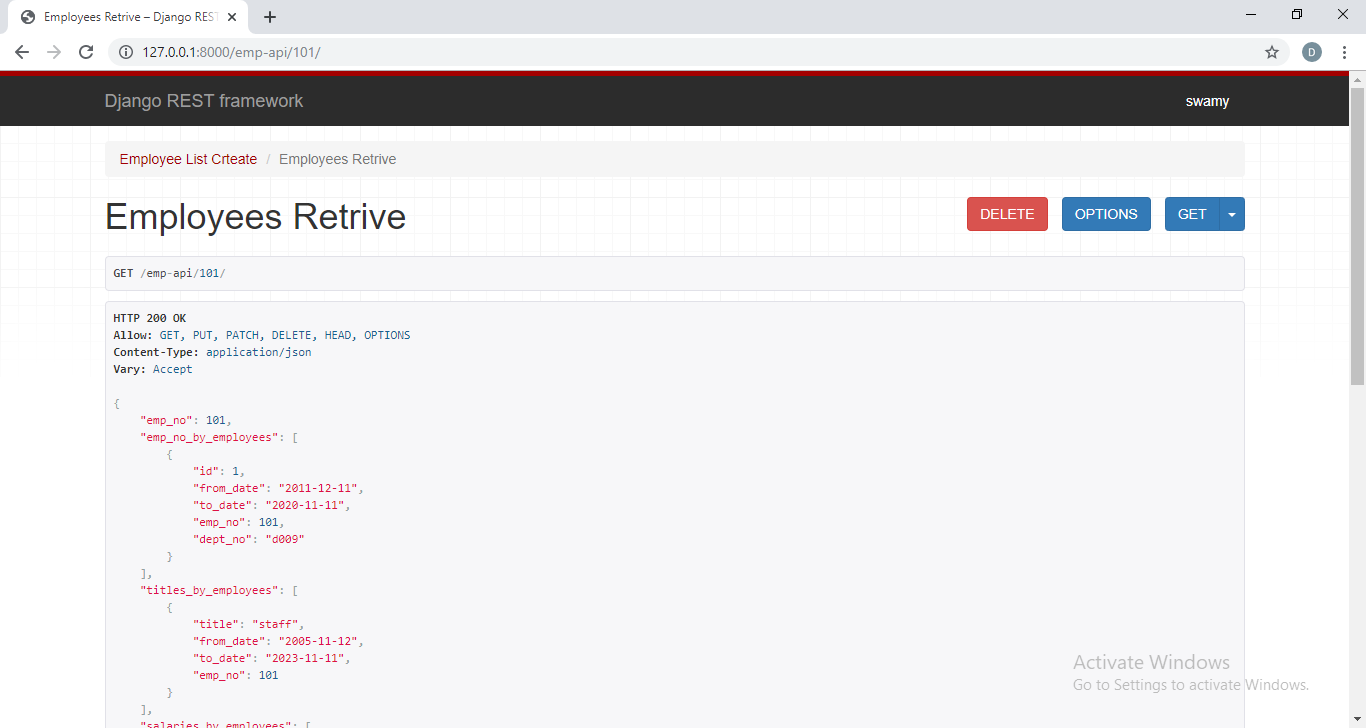 Employees Retrive – Django REST
127.0.0.1:8000/emp-api/101/
D
Django REST framework
swamy
Employee List Crteate / Employees Retrive
Employees Retrive
DELETE
OPTIONS
GET
GET /emp-api/101/
HTTP 200 OK
Allow: GET, PUT, PATCH, DELETE, HEAD, OPTIONS
Content-Type: application/json
Vary: Accept
{
"emp_no": 101,
"emp_no_by_employees": [
{
"id": 1,
"from_date": "2011-12-11",
"to_date": "2020-11-11",
"emp_no": 101,
"dept_no": "d009"
}
],
"titles_by_employees": [
{
"title": "staff",
"from_date": "2005-11-12",
"to_date": "2023-11-11",
"emp_no": 101
}
],
"salaries_by_employees": [
Activate Windows
Go to Settings to activate Windows.